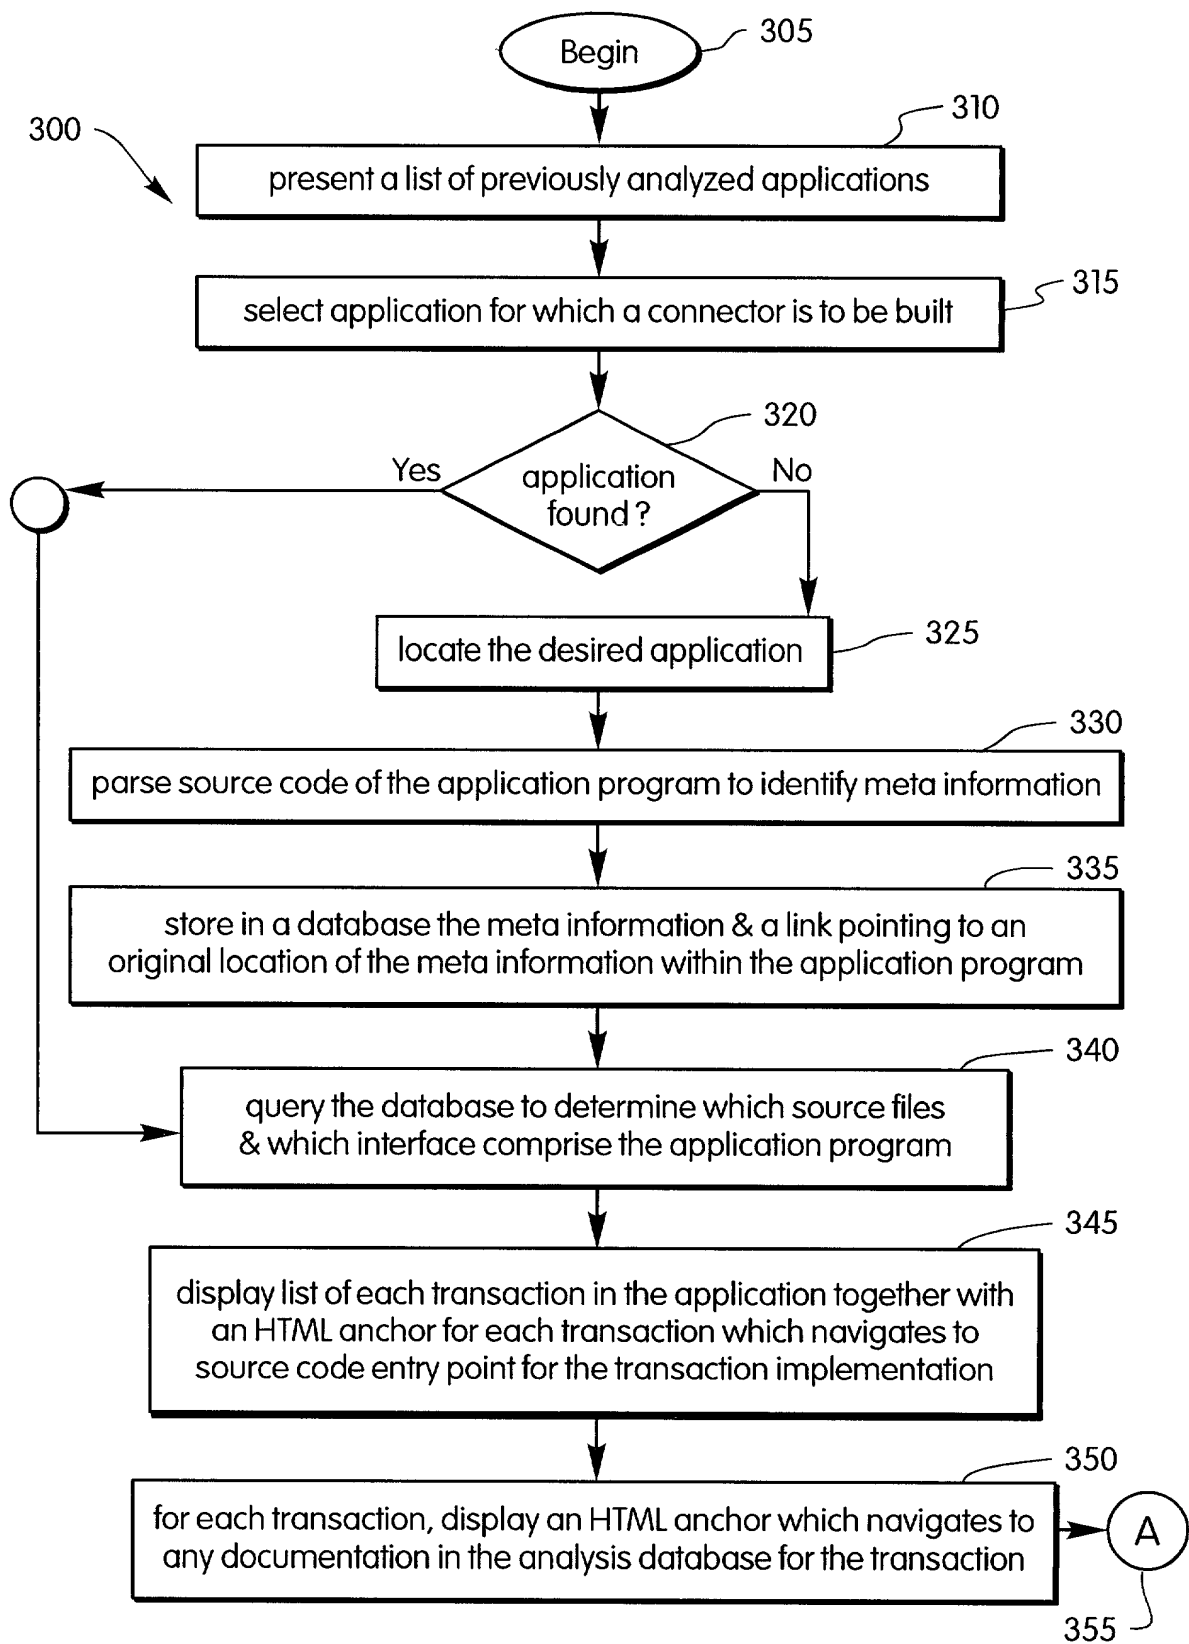 Begin
305
310
300
present a list of previously analyzed applications
315
select application for which a connector is to be built
320
Yes
No
application
found ?
325
locate the desired application
330
parse source code of the application program to identify meta information
335
store in a database the meta information & a link pointing to an
original location of the meta information within the application program
340
query the database to determine which source files
& which interface comprise the application program
345
display list of each transaction in the application together with
an HTML anchor for each transaction which navigates to
source code entry point for the transaction implementation
350
for each transaction, display an HTML anchor which navigates to
any documentation in the analysis database for the transaction
A
355